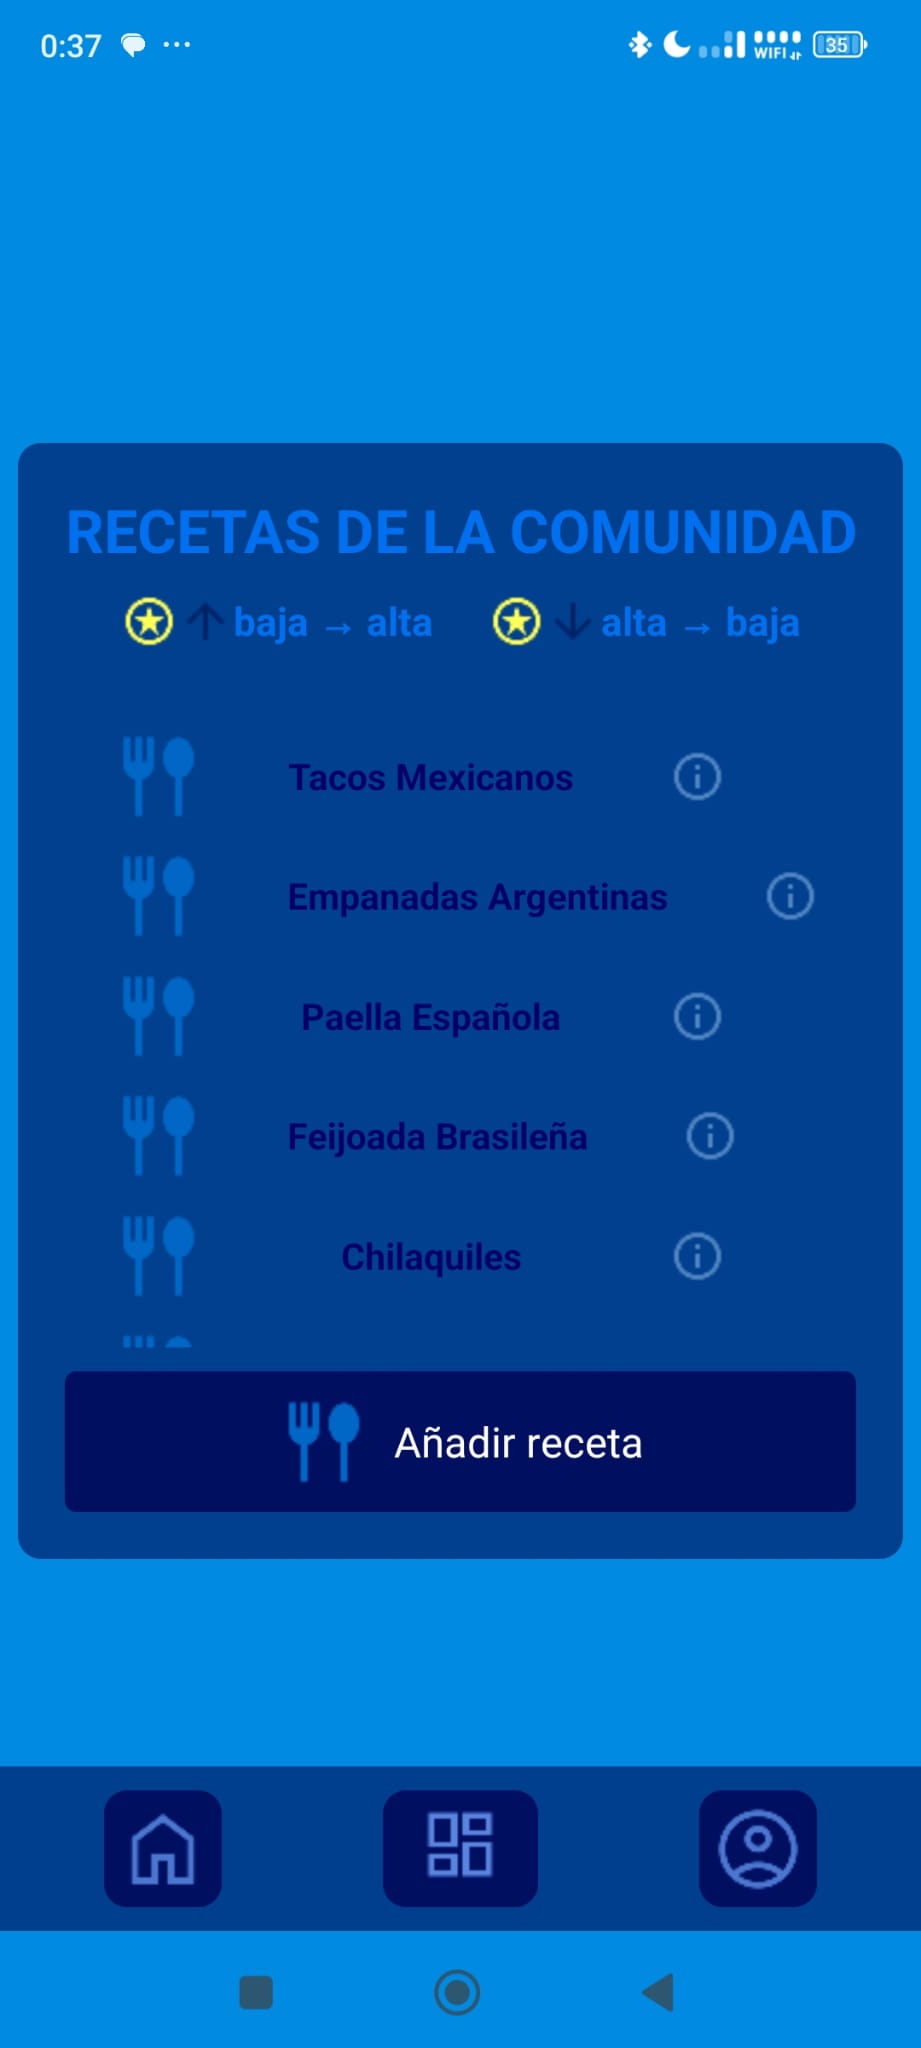 0:37
WIFI
35
RECETAS DE LA COMUNIDAD
baja → alta
alta → baja
Tacos Mexicanos
Empanadas Argentinas
Paella Española
Feijoada Brasileña
Chilaquiles
Añadir receta